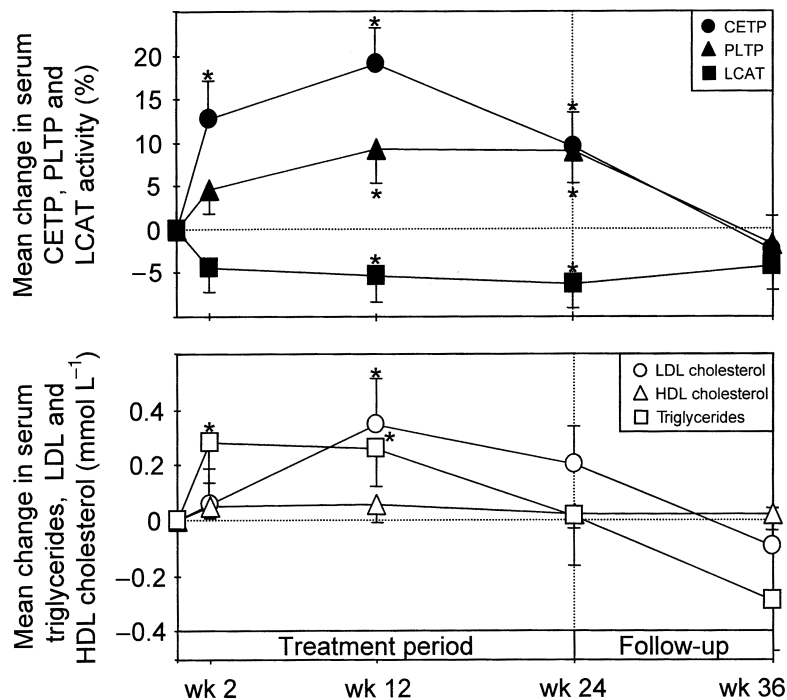 Mean change in serum
CETP, PLTP and
LCAT activity (%)
20
15
10
5
0
−5
*
*
*
*
*
*
*
CETP
PLTP
LCAT
Mean change in serum
triglycerides, LDL and
HDL cholesterol (mmol L−1)
0.4
0.2
0
−0.2
−0.4
*
*
*
LDL cholesterol
HDL cholesterol
Triglycerides
Treatment period
Follow-up
wk 2
wk 12
wk 24
wk 36